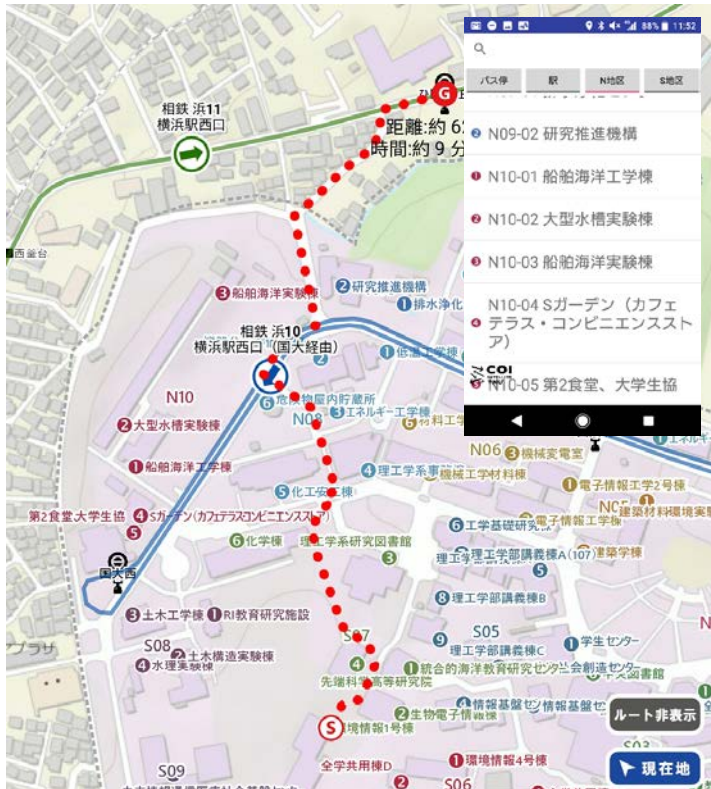 88% 11:52
バス停
駅
N地区
S地区
N09-02 研究推進機構
N10-01 船舶海洋工学棟
N10-02 大型水槽実験棟
N10-03 船舶海洋実験棟
N10-04 Sガーデン（カフェ
テラス・コンビニエンススト
ア）
COI
N10-05 第2食堂、大学生協
G
相鉄 浜11
横浜駅西口
距離:約 6
時間:約 9 分
西釜台
2 研究推進機構
3 船舶海洋実験棟
1 排水浄化
相鉄 浜10
横浜駅西口（国大経由）
1 低温工学棟
N10
6 危険物屋内貯蔵所
N08
3 エネルギー工学棟
2 大型水槽実験棟
6 材料工学
N06
3 機械変電室
1 船舶海洋工学棟
4 理工学系
機械工学材料棟
5 化工安工棟
1 電子情報工学2号棟
第2食堂大学生協
5
4 Sガーデン(カフェテラスコンビニエンスストア)
6 工学基礎研究
電子情報工学棟
建築材料環境実
6 化学棟
理工学系研究図書館
3
国大西
理工学部講義棟A(107)
5
建築学棟
8 理工学部講義棟B
3 土木工学棟
1 RI教育研究施設
S08
2 土木構造実験棟
4 水理実験棟
S07
9
理工学部講義棟C
S05
1 学生センター
4
先端科学高等研究院
1 統合的海洋教育研究センター
社会創造センター
図書館
S
環境情報1号棟
2 生物電子情報棟
4 情報基盤セン
情報基盤セン
ルート非表示
現在地
全学共用棟D
1 環境情報4号棟
S03
S09
2
S06